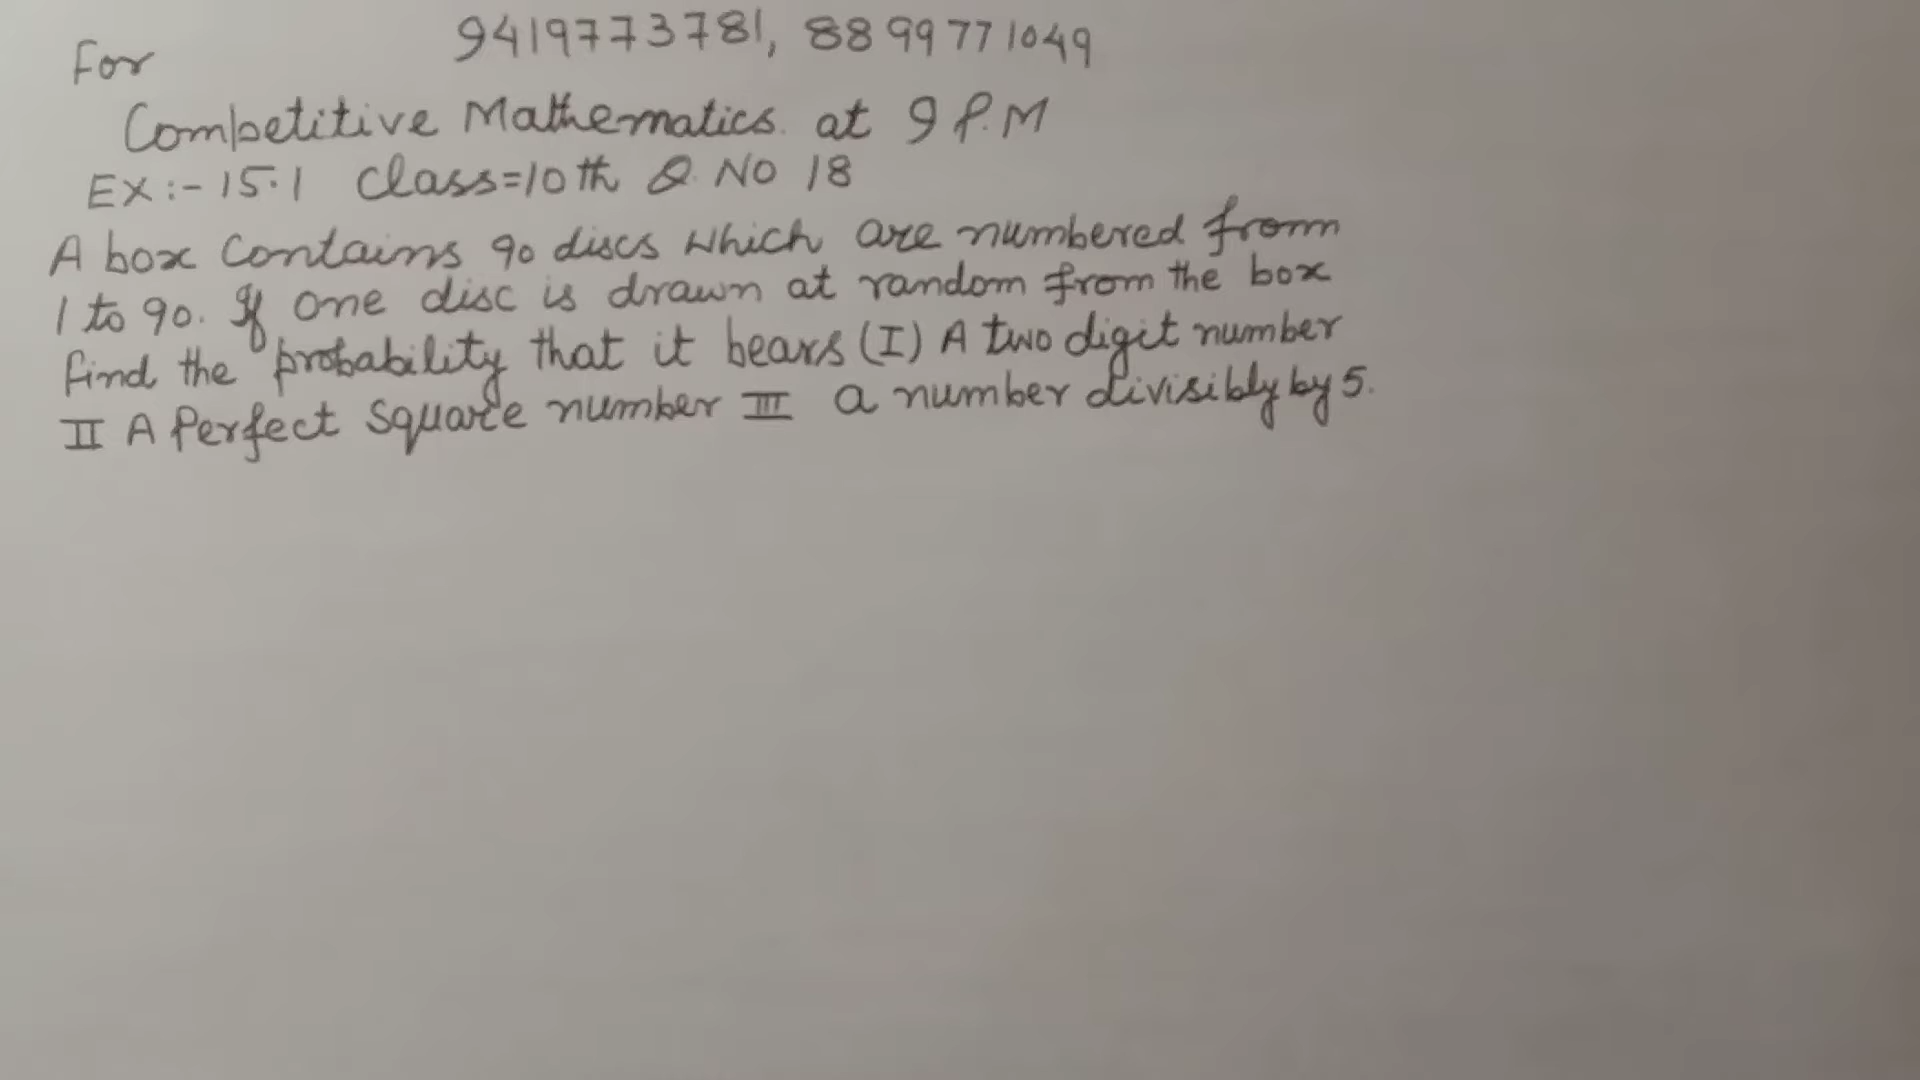 9419773781, 8899771049
For
Competitive Mathematics. at 9 P.M
EX:-15.1 Class=10th Q. NO 18
A box Contains 90 discs which are numbered from
1 to 90. If one disc is drawn at random from the box
find the probability that it bears (I) A two digit number
II A Perfect Square number III a number divisibly by 5.